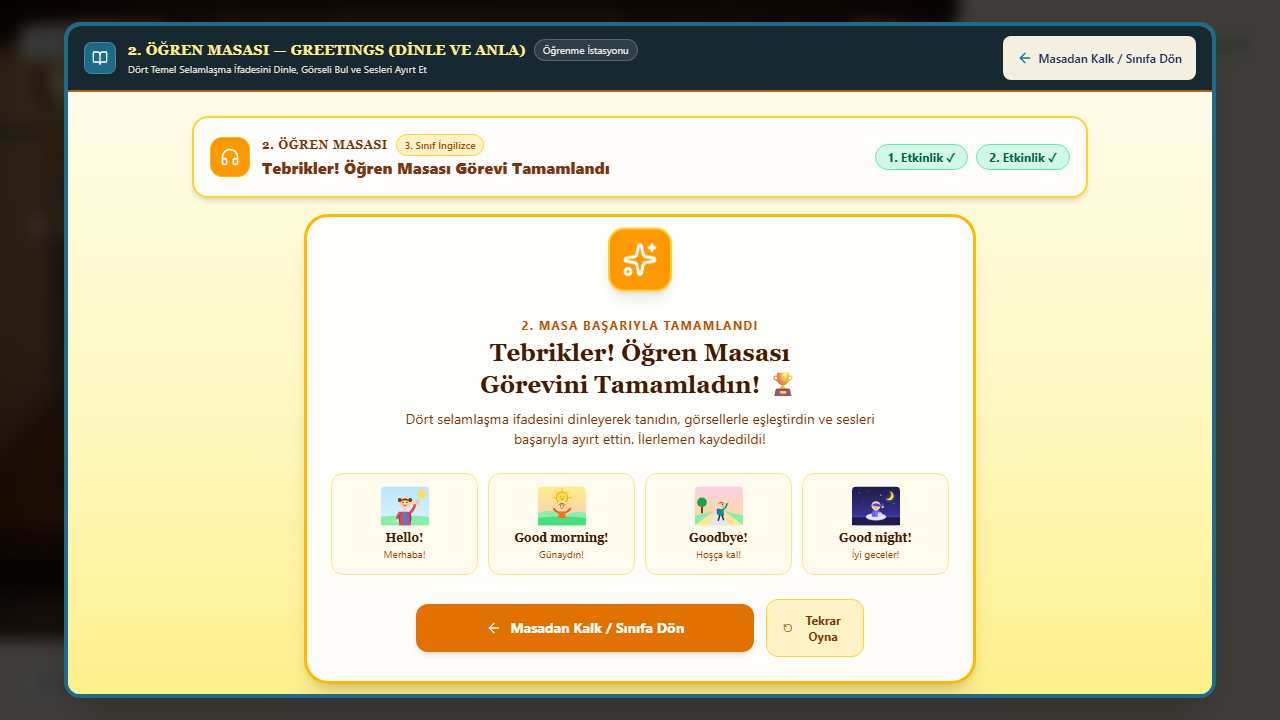 2. ÖĞREN MASASI — GREETINGS (DİNLE VE ANLA)
Öğrenme İstasyonu
Dört Temel Selamlaşma İfadesini Dinle, Görseli Bul ve Sesleri Ayırt Et
Masadan Kalk / Sınıfa Dön
2. ÖĞREN MASASI
3. Sınıf İngilizce
Tebrikler! Öğren Masası Görevi Tamamlandı
1. Etkinlik ✓
2. Etkinlik ✓
2. MASA BAŞARIYLA TAMAMLANDI
Tebrikler! Öğren Masası
Görevini Tamamladın! 🏆
Dört selamlaşma ifadesini dinleyerek tanıdın, görsellerle eşleştirdin ve sesleri
başarıyla ayırt ettin. İlerlemen kaydedildi!
Hello!
Merhaba!
Good morning!
Günaydın!
Goodbye!
Hoşça kal!
Good night!
İyi geceler!
Masadan Kalk / Sınıfa Dön
Tekrar
Oyna